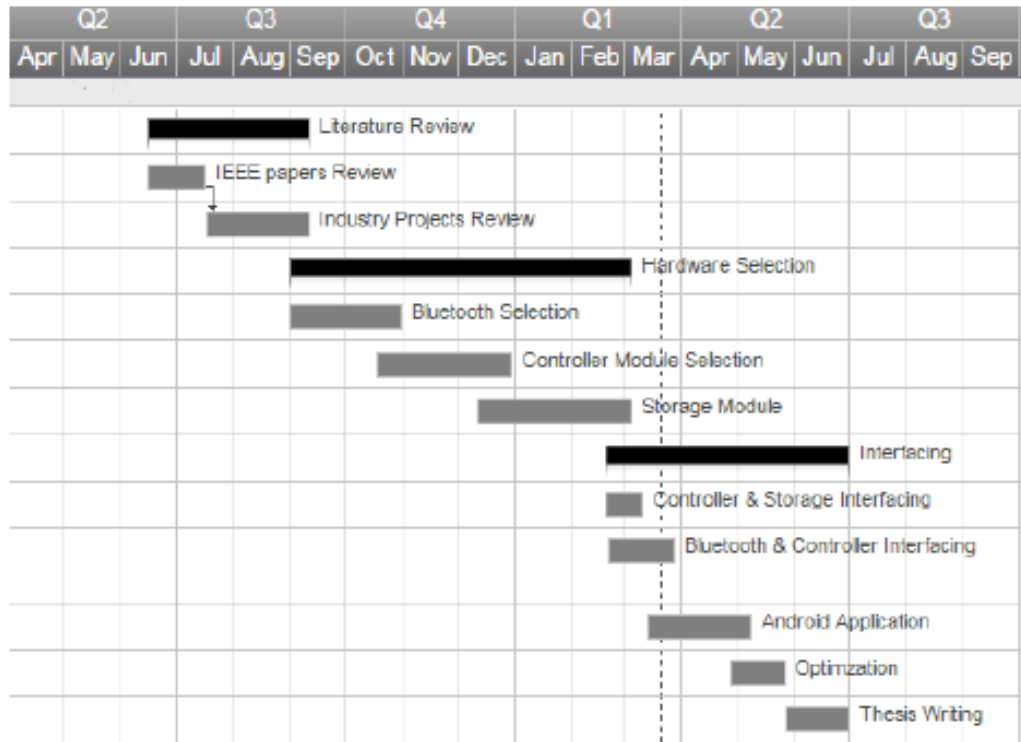 Q2 Q3 Q4 Q1 Q2 Q3
Apr May Jun Jul Aug Sep Oct Nov Dec Jan Feb Mar Apr May Jun Jul Aug Sep
Literature Review
IEEE papers Review
Industry Projects Review
Hardware Selection
Bluetooth Selection
Controller Module Selection
Storage Module
Interfacing
Controller & Storage Interfacing
Bluetooth & Controller Interfacing
Android Application
Optimzation
Thesis Writing